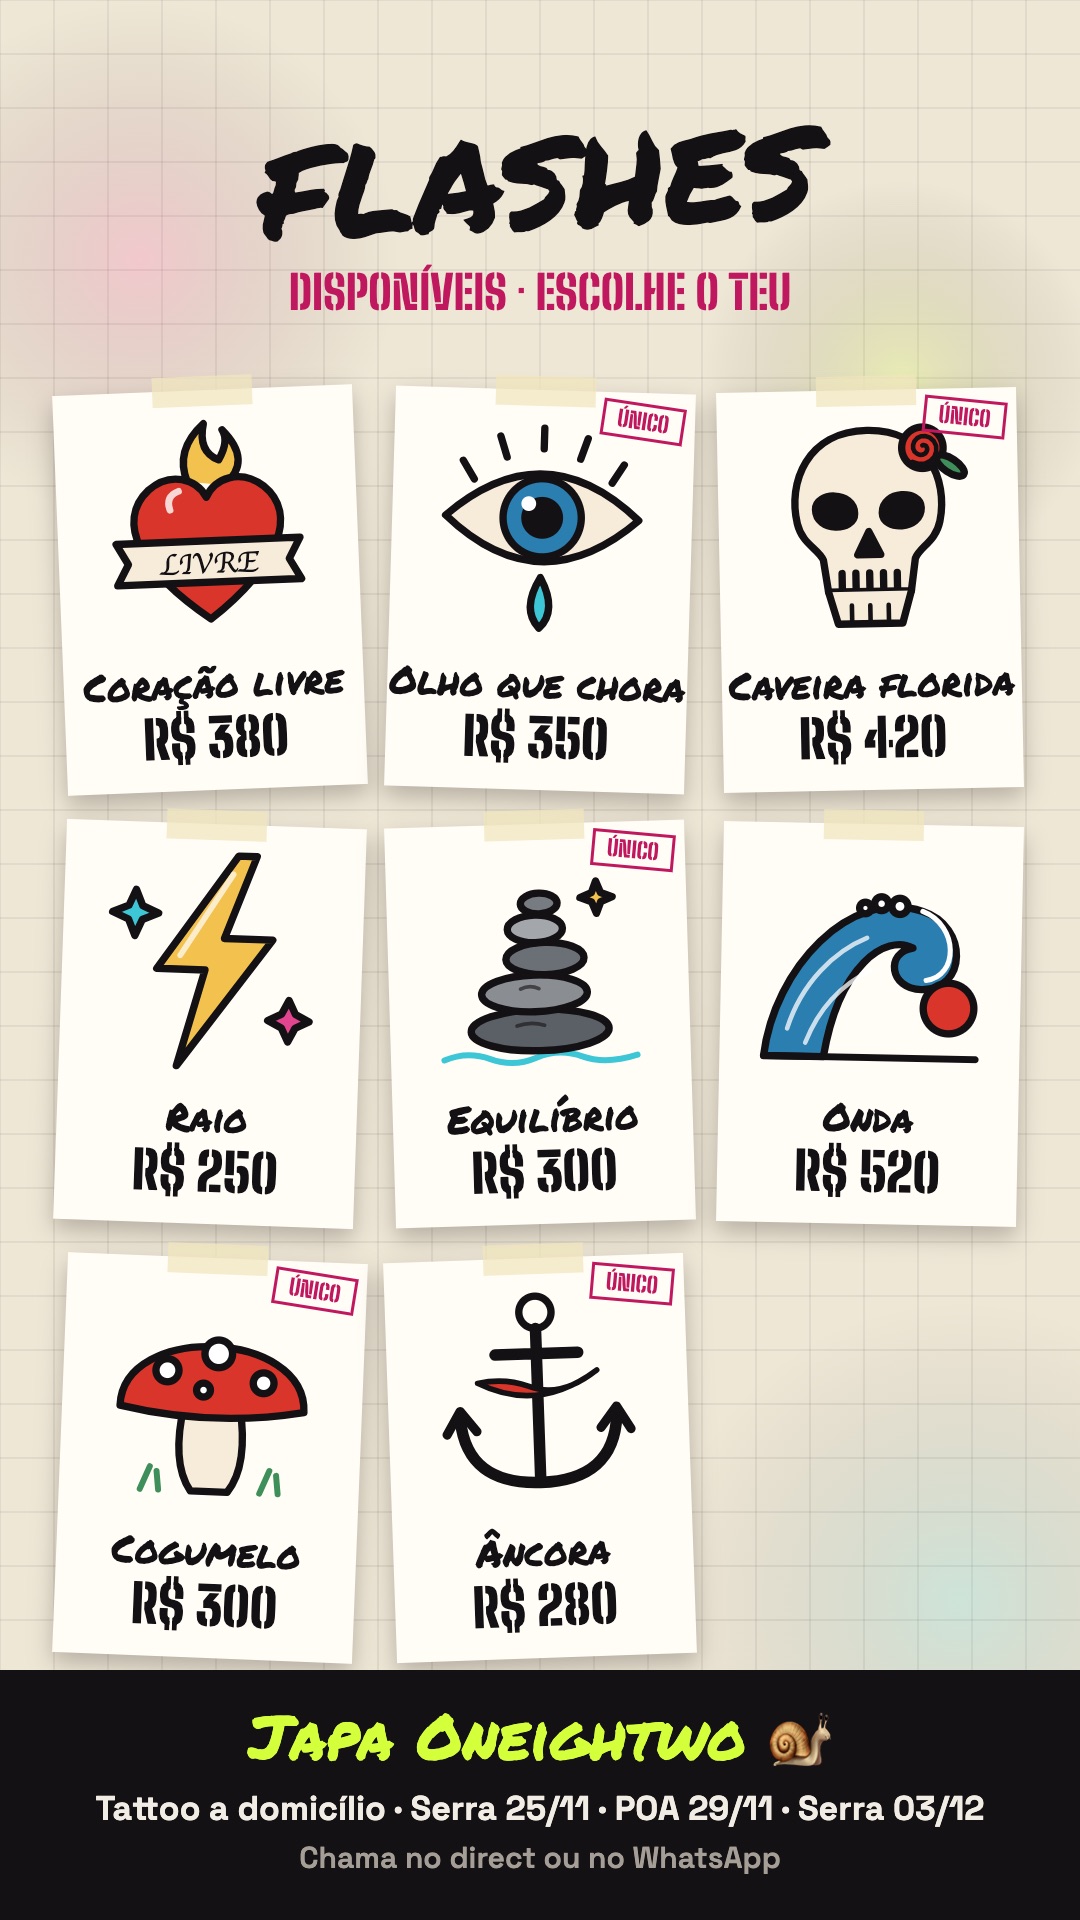 FLASHES
DISPONÍVEIS · ESCOLHE O TEU
LIVRE
CORAÇÃO LIVRE
R$ 380
ÚNICO
OLHO QUE CHORA
R$ 350
ÚNICO
CAVEIRA FLORIDA
R$ 420
RAIO
R$ 250
ÚNICO
EQUILÍBRIO
R$ 300
ONDA
R$ 520
ÚNICO
COGUMELO
R$ 300
ÚNICO
ÂNCORA
R$ 280
JAPA ONEIGHTWO 🐌
Tattoo a domicílio · Serra 25/11 · POA 29/11 · Serra 03/12
Chama no direct ou no WhatsApp